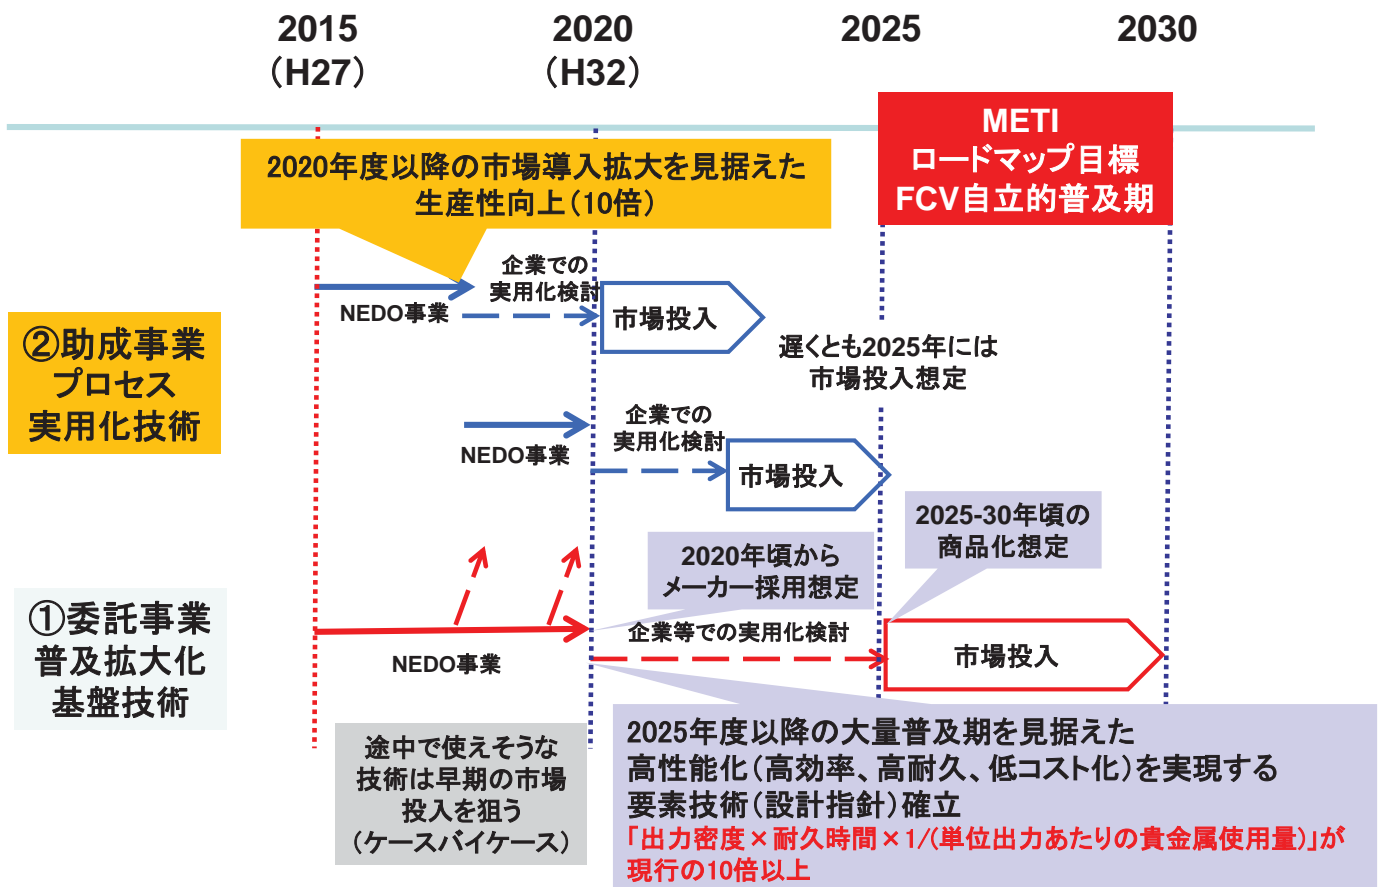 2015
（H27）
2020
（H32）
2025
2030
METI
ロードマップ目標
FCV自立的普及期
2020年度以降の市場導入拡大を見据えた
生産性向上（10倍）
企業での
実用化検討
NEDO事業
市場投入
②助成事業
プロセス
実用化技術
遅くとも2025年には
市場投入想定
企業での
実用化検討
NEDO事業
市場投入
2025-30年頃の
商品化想定
2020年頃から
メーカー採用想定
①委託事業
普及拡大化
基盤技術
企業等での実用化検討
NEDO事業
市場投入
途中で使えそうな
技術は早期の市場
投入を狙う
（ケースバイケース）
2025年度以降の大量普及期を見据えた
高性能化（高効率、高耐久、低コスト化）を実現する
要素技術（設計指針）確立
「出力密度×耐久時間×1/(単位出力あたりの貴金属使用量)」が
現行の10倍以上